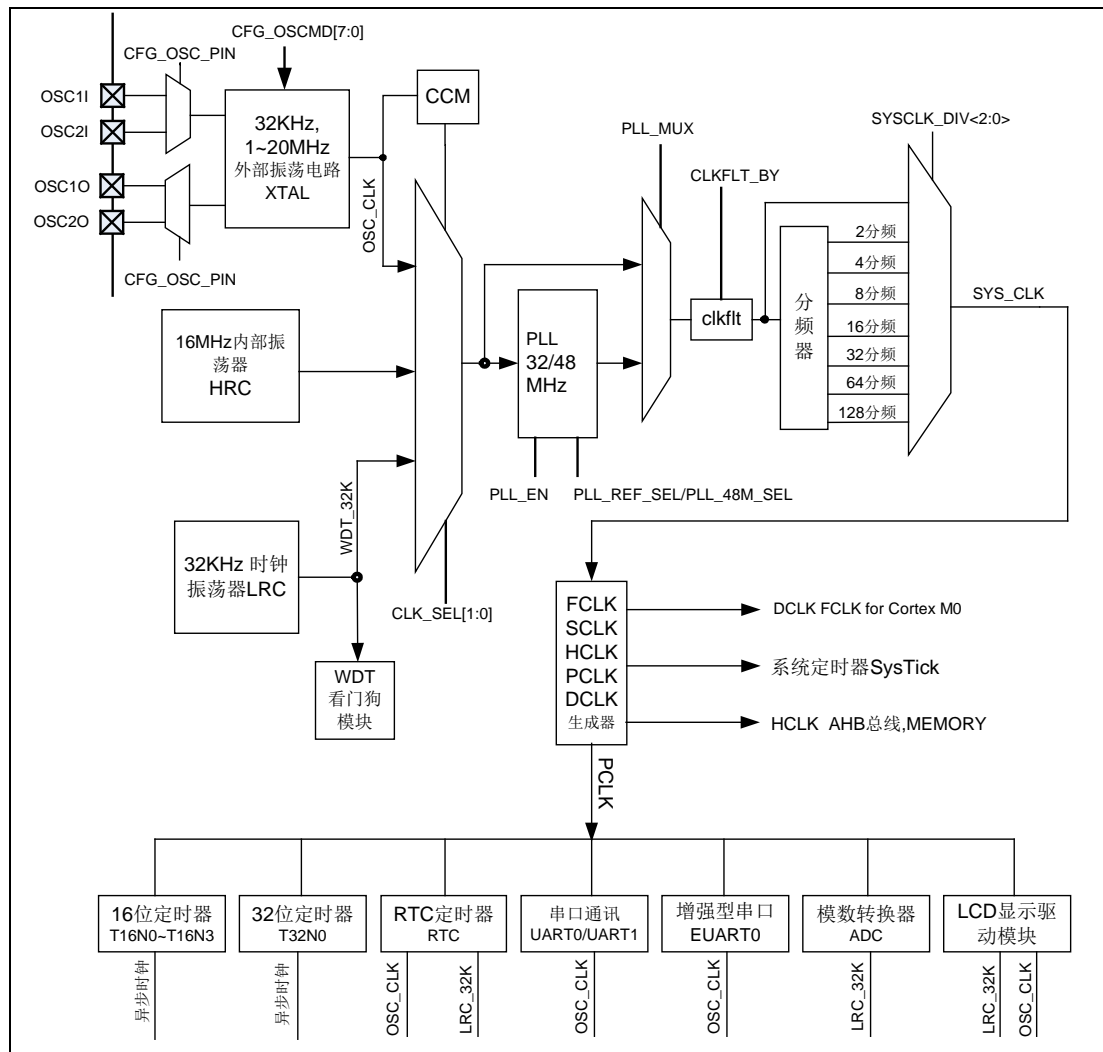 CFG_OSCMD[7:0]
CFG_OSC_PIN
OSC1I
OSC2I
OSC1O
OSC2O
CFG_OSC_PIN
32KHz,
1~20MHz
外部振荡电路
XTAL
OSC_CLK
CCM
16MHz内部振
荡器
HRC
32KHz 时钟
振荡器LRC
WDT_32K
WDT
看门狗
模块
CLK_SEL[1:0]
PLL
32/48
MHz
PLL_EN
PLL_REF_SEL/PLL_48M_SEL
PLL_MUX
CLKFLT_BY
clkflt
分
频
器
SYSCLK_DIV<2:0>
2分频
4分频
8分频
16分频
32分频
64分频
128分频
SYS_CLK
FCLK
SCLK
HCLK
PCLK
DCLK
生成器
DCLK FCLK for Cortex M0
系统定时器SysTick
HCLK AHB总线,MEMORY
PCLK
16位定时器
T16N0~T16N3
异步时钟
32位定时器
T32N0
异步时钟
RTC定时器
RTC
OSC_CLK
LRC_32K
串口通讯
UART0/UART1
OSC_CLK
增强型串口
EUART0
OSC_CLK
模数转换器
ADC
LRC_32K
LCD显示驱
动模块
LRC_32K
OSC_CLK